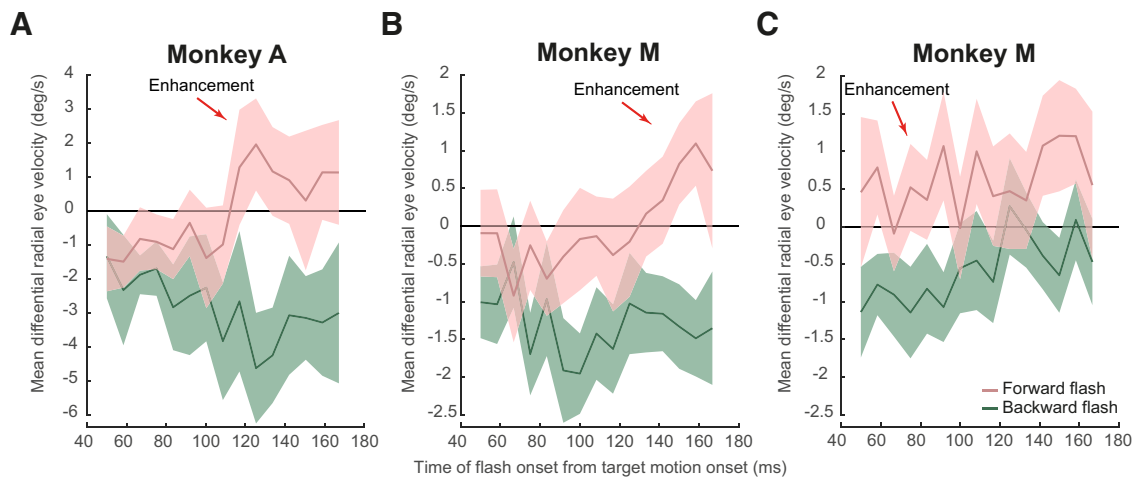 A
B
C
Monkey A
Monkey M
Monkey M
Mean differential radial eye velocity (deg/s)
4
3
2
1
0
-1
-2
-3
-4
-5
-6
Enhancement
40 60 80 100 120 140 160 180
Mean differential radial eye velocity (deg/s)
2
1.5
1
0.5
0
-0.5
-1
-1.5
-2
-2.5
Enhancement
40 60 80 100 120 140 160 180
Mean differential radial eye velocity (deg/s)
2
1.5
1
0.5
0
-0.5
-1
-1.5
-2
-2.5
Enhancement
Forward flash
Backward flash
40 60 80 100 120 140 160 180
Time of flash onset from target motion onset (ms)